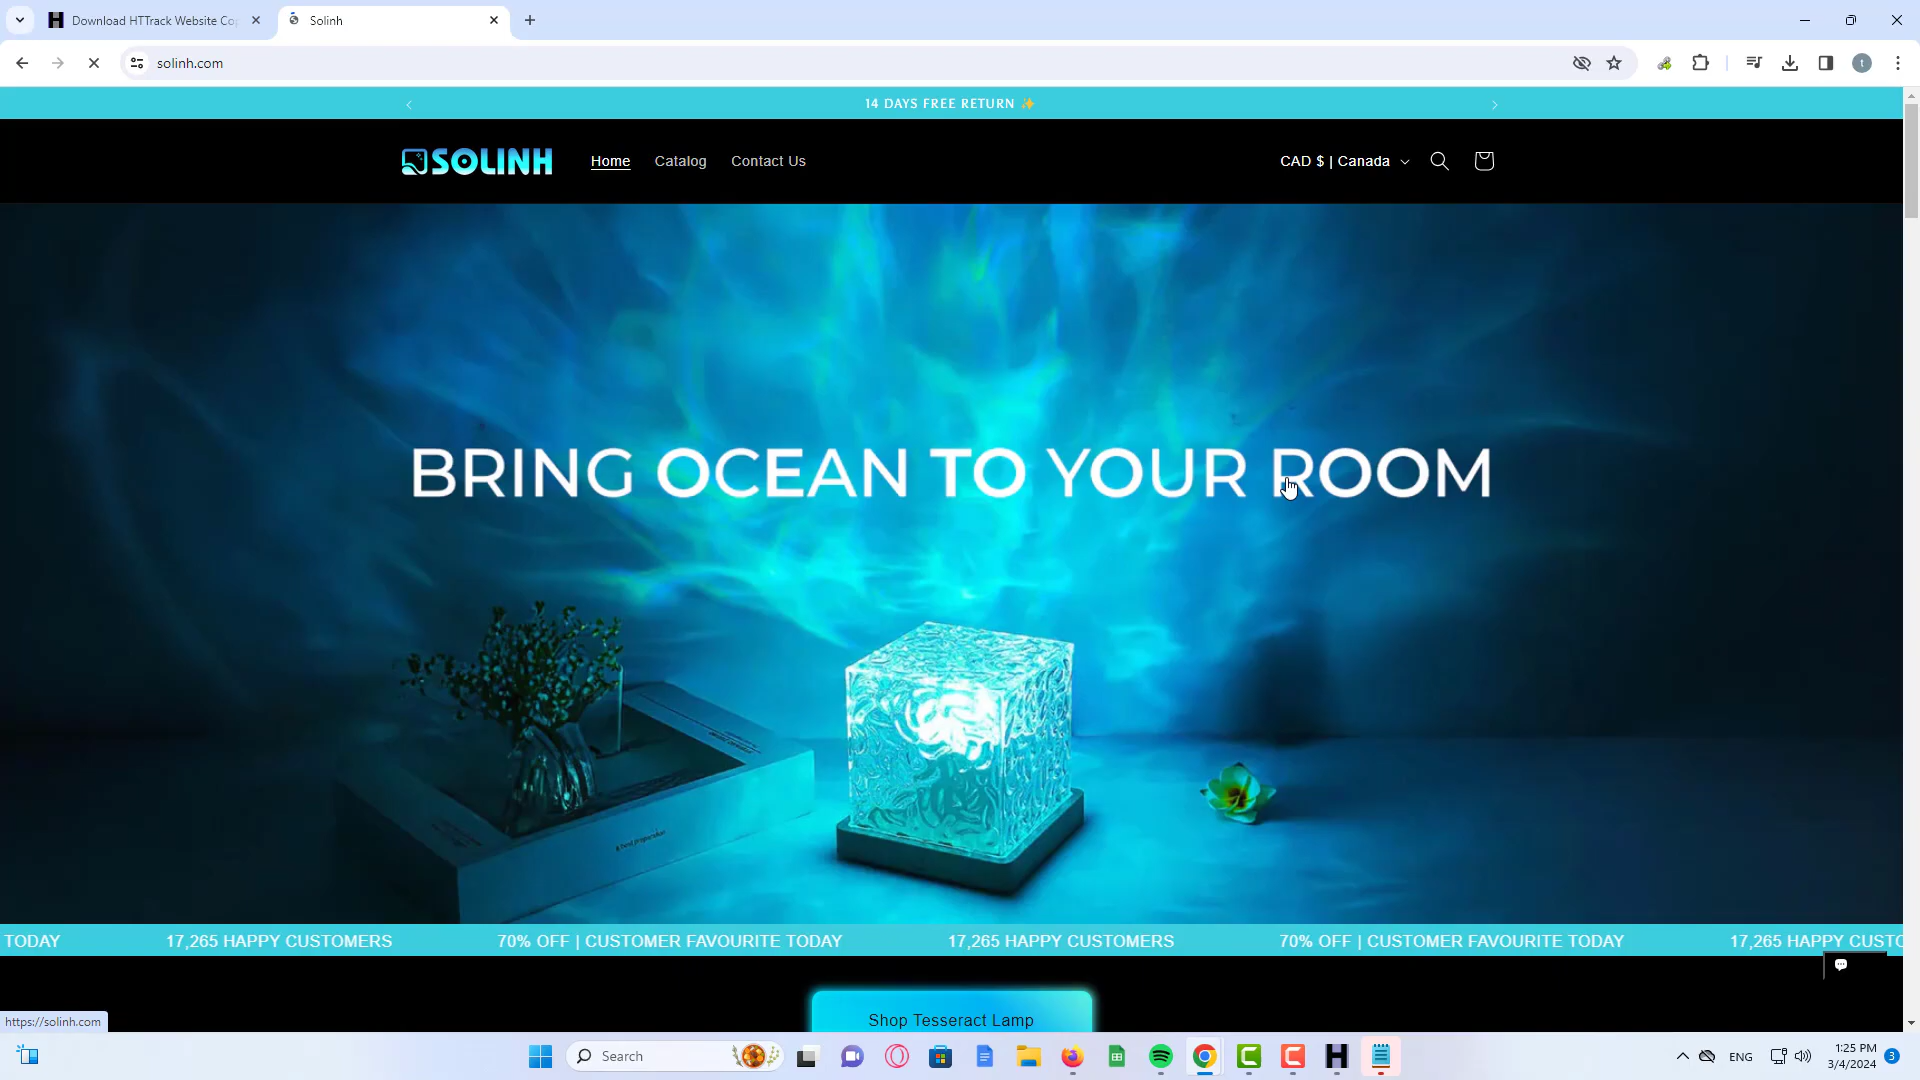 Download HTTrack Website Co
Solinh
solinh.com
14 DAYS FREE RETURN ✨
SOLINH
Home
Catalog
Contact Us
CAD $ | Canada
BRING OCEAN TO YOUR ROOM
TODAY
17,265 HAPPY CUSTOMERS
70% OFF | CUSTOMER FAVOURITE TODAY
17,265 HAPPY CUSTOMERS
70% OFF | CUSTOMER FAVOURITE TODAY
17,265 HAPPY CUSTO
Shop Tesseract Lamp
https://solinh.com
Search
ENG
1:25 PM
3/4/2024
3